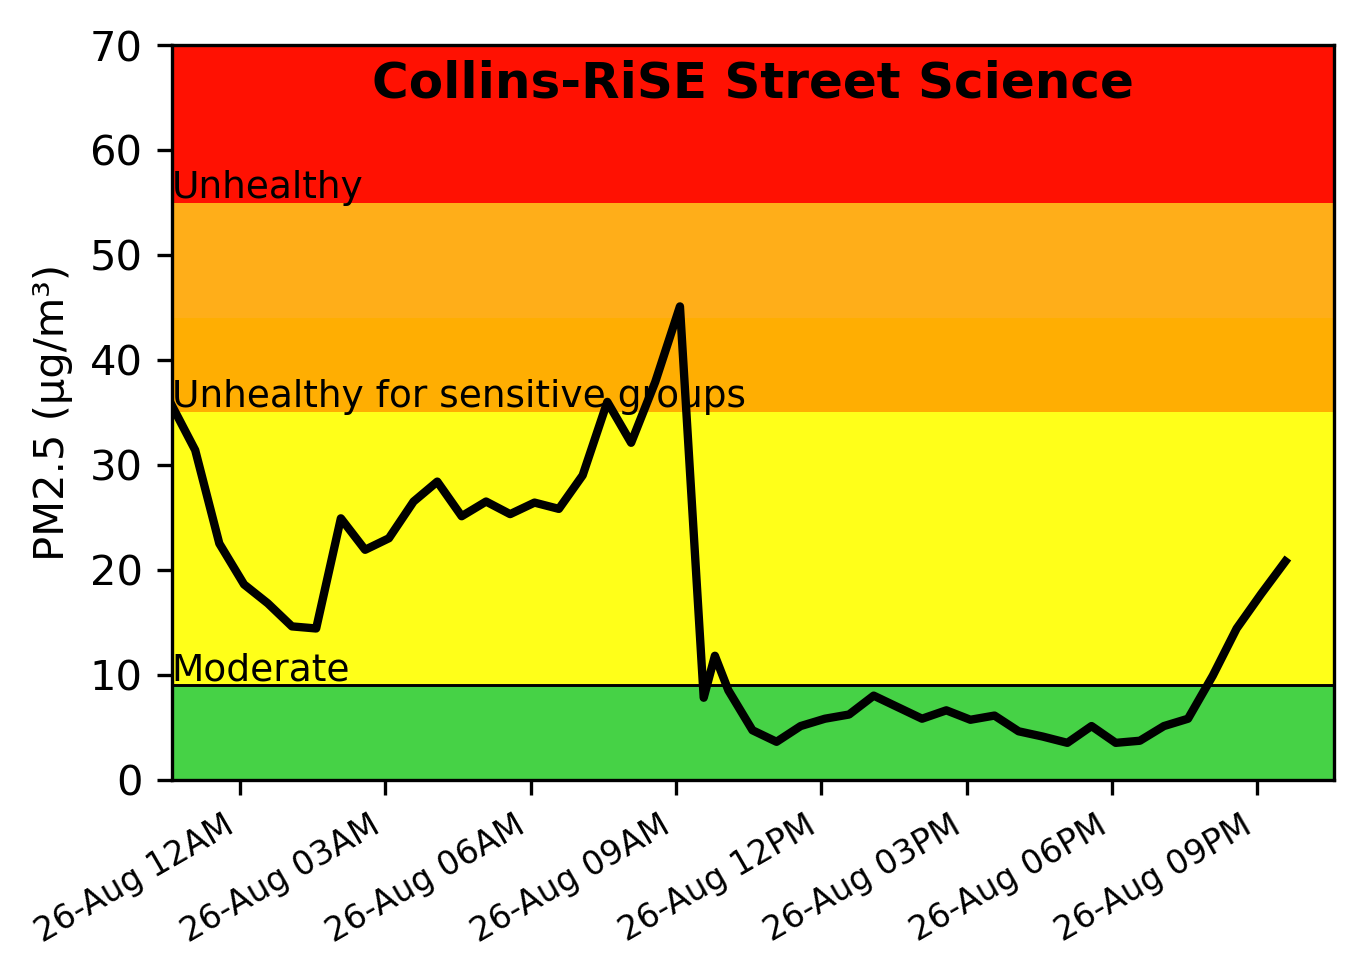 Collins-RiSE Street Science
70
60
50
40
30
20
10
0
PM2.5 (µg/m³)
Unhealthy
Unhealthy for sensitive groups
Moderate
26-Aug 12AM
26-Aug 03AM
26-Aug 06AM
26-Aug 09AM
26-Aug 12PM
26-Aug 03PM
26-Aug 06PM
26-Aug 09PM